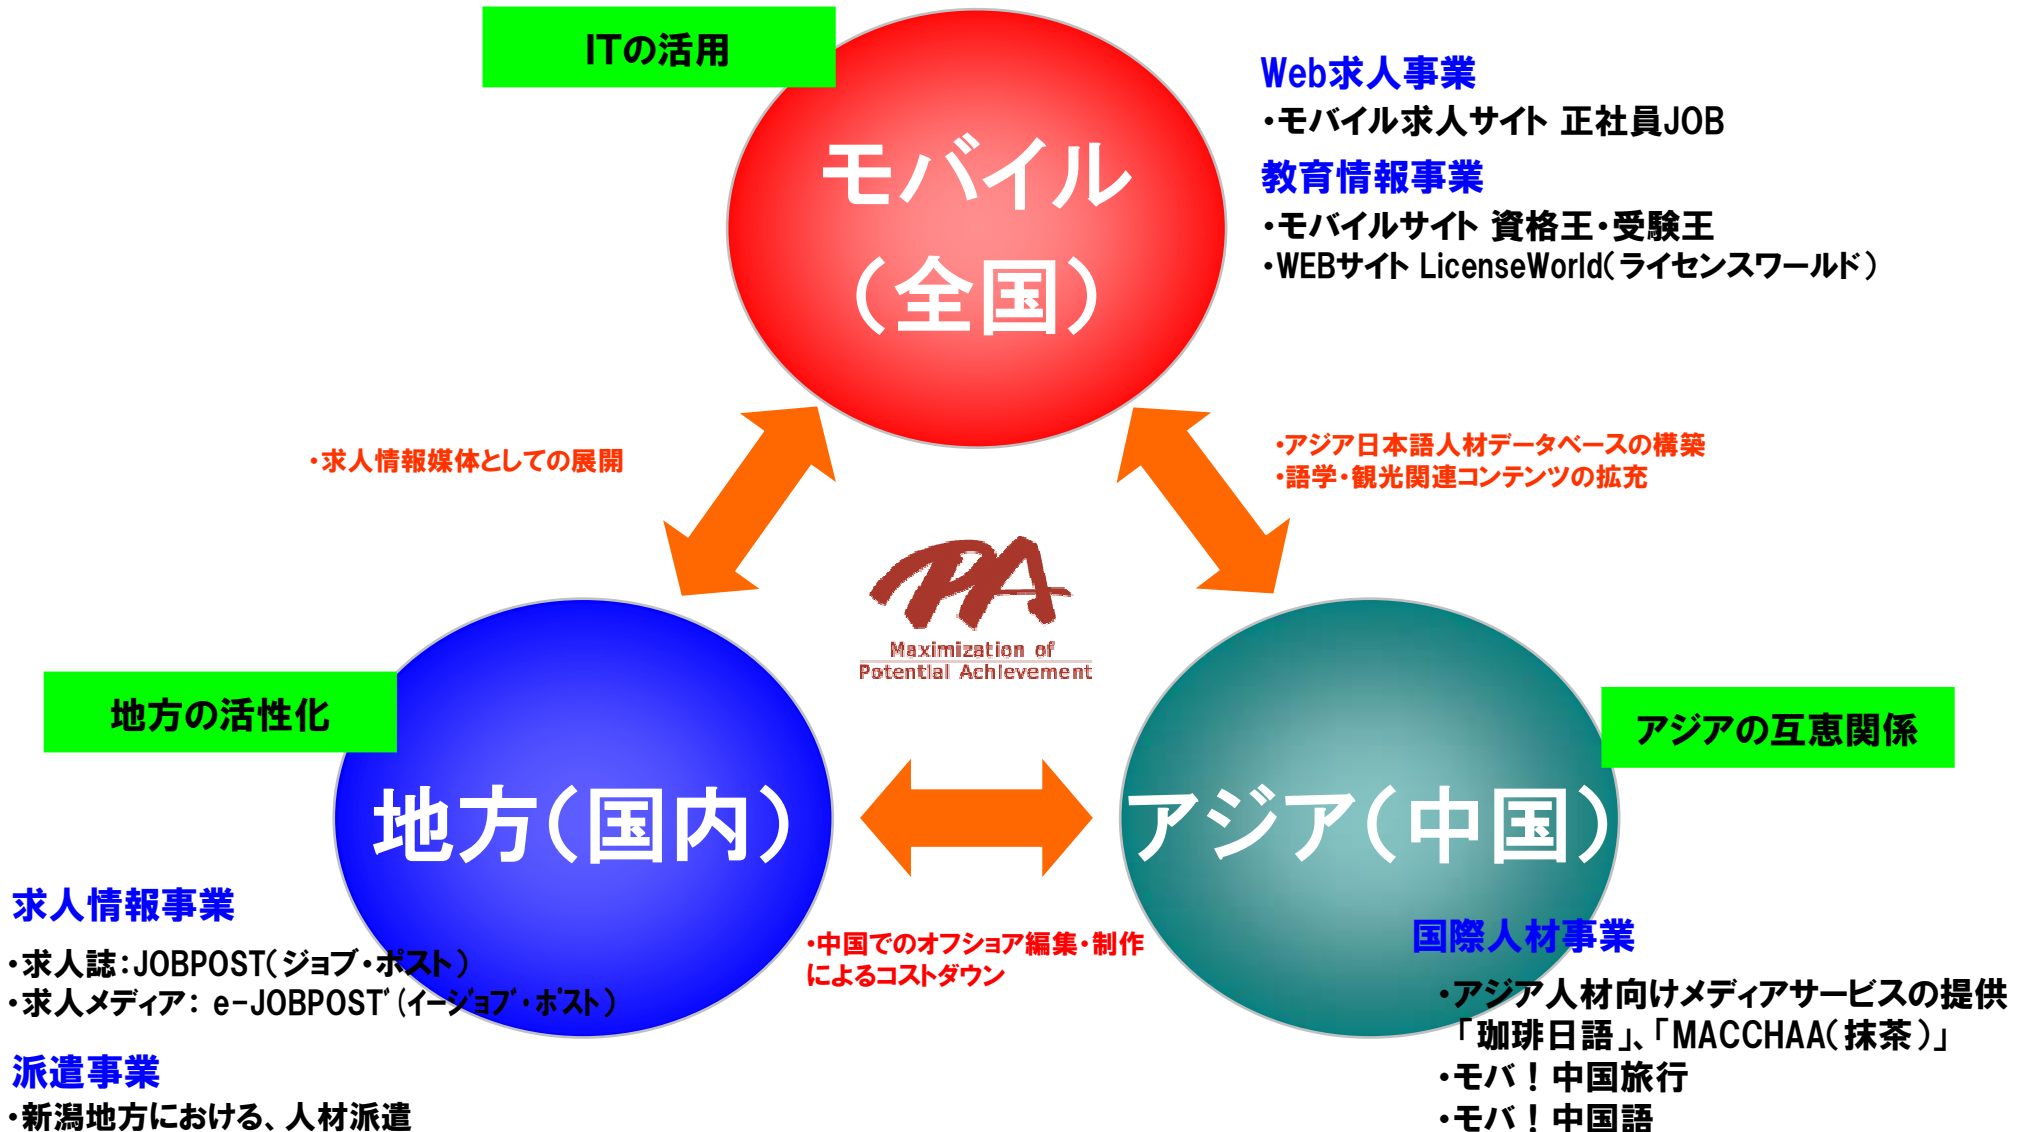 ITの活用
モバイル
（全国）
Web求人事業
・モバイル求人サイト 正社員JOB
教育情報事業
・モバイルサイト 資格王・受験王
・WEBサイト LicenseWorld（ライセンスワールド）
・求人情報媒体としての展開
・アジア日本語人材データベースの構築
・語学・観光関連コンテンツの拡充
PA
Maximization of
Potential Achievement
地方の活性化
地方（国内）
アジアの互恵関係
アジア（中国）
求人情報事業
・求人誌：JOBPOST（ジョブ・ポスト）
・求人メディア： e-JOBPOST（イージョブ・ポスト）
派遣事業
・新潟地方における、人材派遣
・中国でのオフショア編集・制作
によるコストダウン
国際人材事業
・アジア人材向けメディアサービスの提供
「珈琲日語」、「MACCHAA（抹茶）」
・モバ！中国旅行
・モバ！中国語